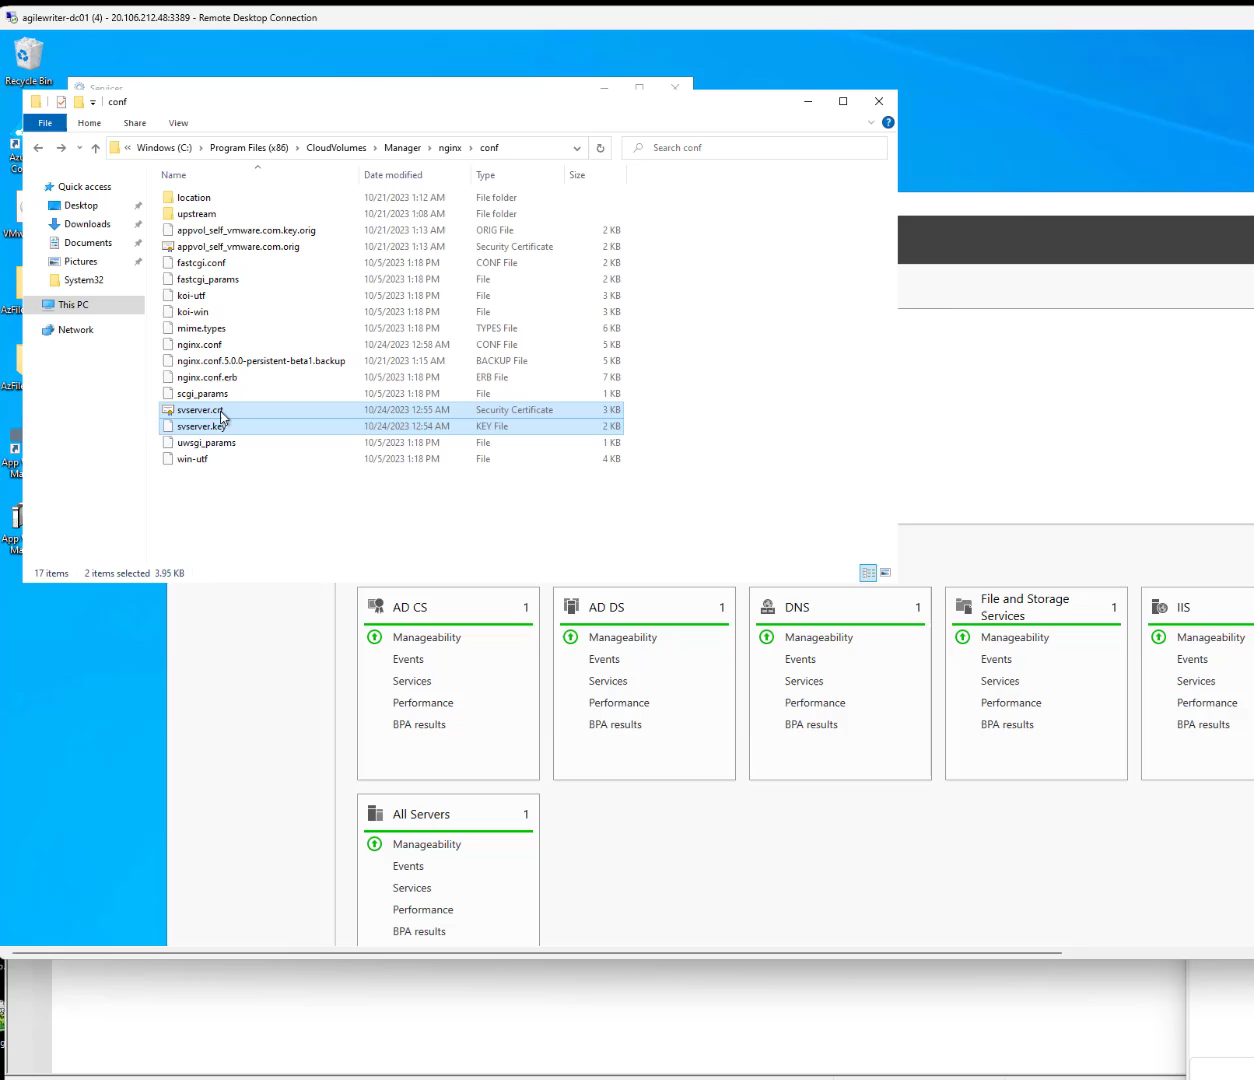 agilewriter-dc01 (4) - 20.106.212.48:3389 - Remote Desktop Connection
Recycle Bin
Services
conf
File Home Share View
« Windows (C:) › Program Files (x86) › CloudVolumes › Manager › nginx › conf
Search conf
Name Date modified Type Size
Quick access
Desktop
Downloads
Documents
Pictures
System32
This PC
Network
location 10/21/2023 1:12 AM File folder
upstream 10/21/2023 1:08 AM File folder
appvol_self_vmware.com.key.orig 10/21/2023 1:13 AM ORIG File 2 KB
appvol_self_vmware.com.orig 10/21/2023 1:13 AM Security Certificate 2 KB
fastcgi.conf 10/5/2023 1:18 PM CONF File 2 KB
fastcgi_params 10/5/2023 1:18 PM File 2 KB
koi-utf 10/5/2023 1:18 PM File 3 KB
koi-win 10/5/2023 1:18 PM File 3 KB
mime.types 10/5/2023 1:18 PM TYPES File 6 KB
nginx.conf 10/24/2023 12:58 AM CONF File 5 KB
nginx.conf.5.0.0-persistent-beta1.backup 10/21/2023 1:15 AM BACKUP File 5 KB
nginx.conf.erb 10/5/2023 1:18 PM ERB File 7 KB
scgi_params 10/5/2023 1:18 PM File 1 KB
svserver.crt 10/24/2023 12:55 AM Security Certificate 3 KB
svserver.key 10/24/2023 12:54 AM KEY File 2 KB
uwsgi_params 10/5/2023 1:18 PM File 1 KB
win-utf 10/5/2023 1:18 PM File 4 KB
17 items 2 items selected 3.95 KB
AD CS 1
Manageability
Events
Services
Performance
BPA results
AD DS 1
Manageability
Events
Services
Performance
BPA results
DNS 1
Manageability
Events
Services
Performance
BPA results
File and Storage
Services 1
Manageability
Events
Services
Performance
BPA results
IIS
Manageability
Events
Services
Performance
BPA results
All Servers 1
Manageability
Events
Services
Performance
BPA results